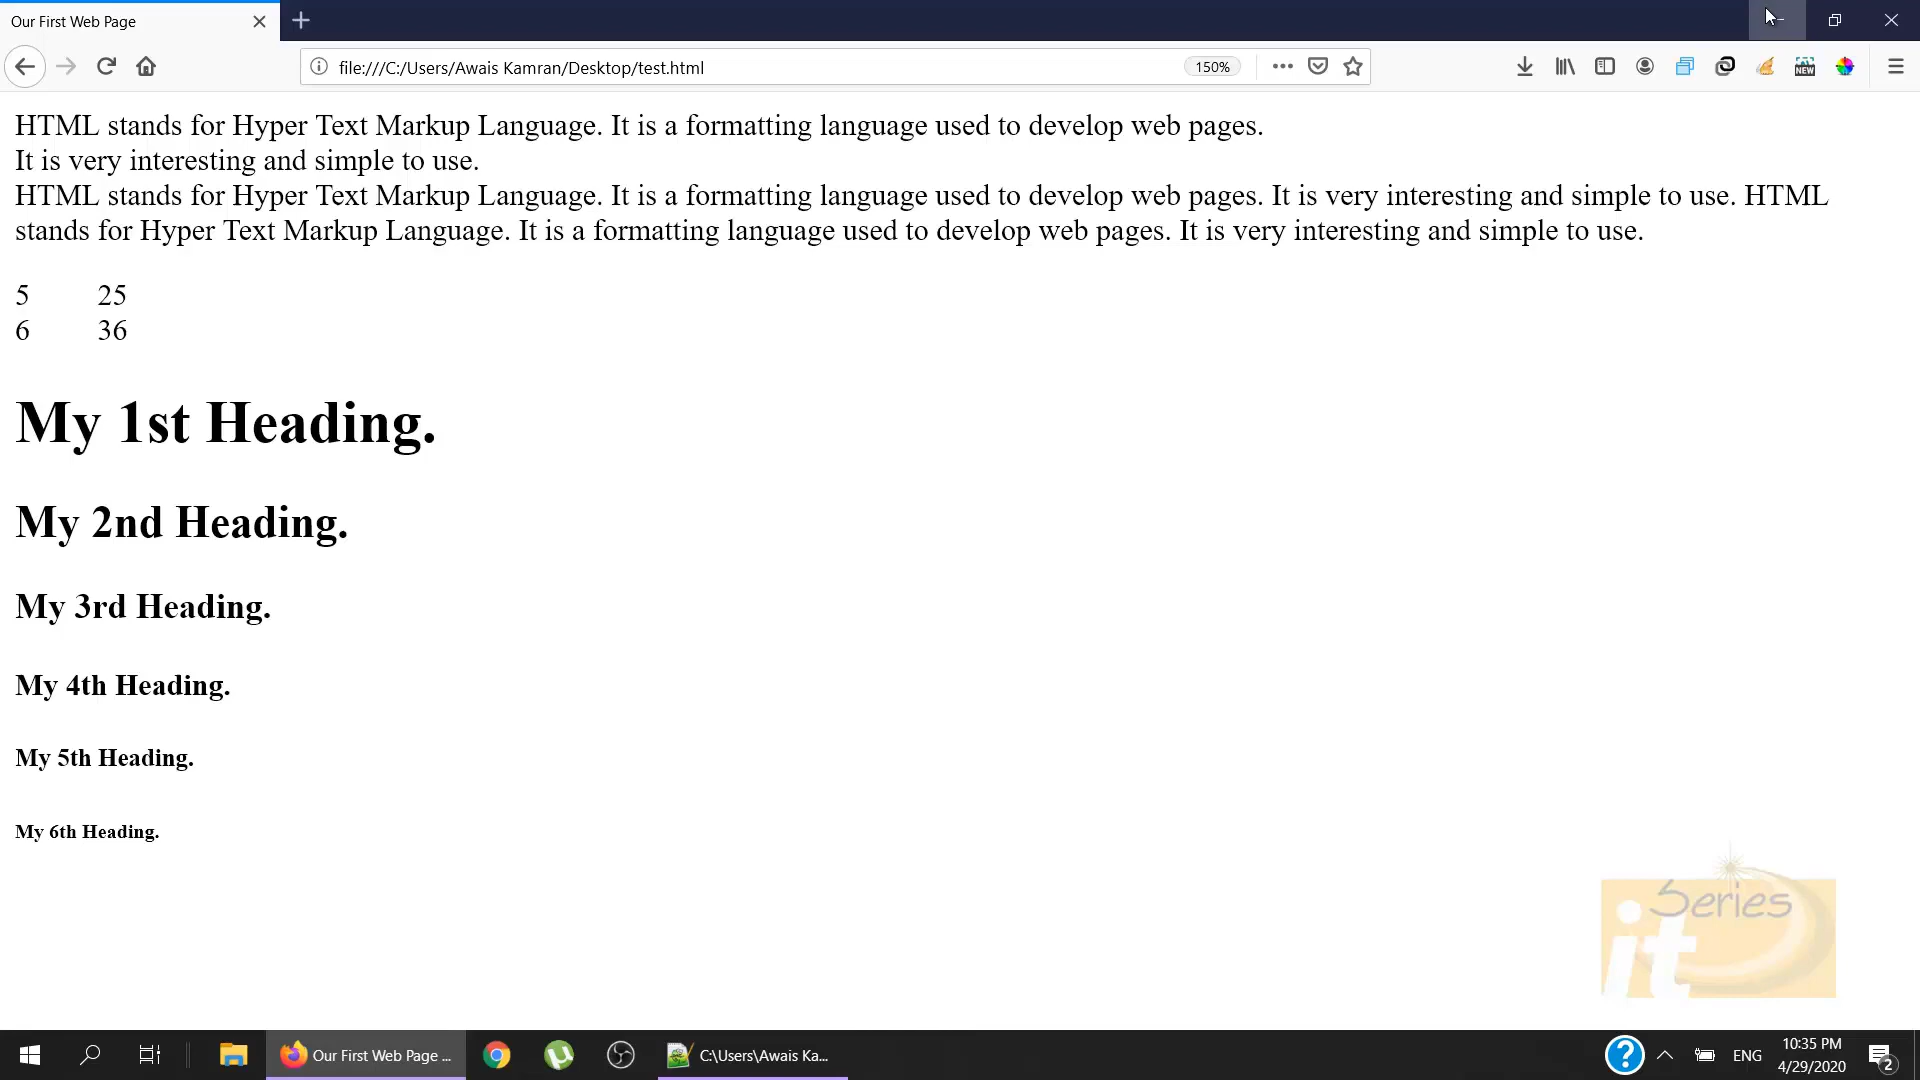 Our First Web Page
file:///C:/Users/Awais Kamran/Desktop/test.html
150%
NEW
HTML stands for Hyper Text Markup Language. It is a formatting language used to develop web pages.
It is very interesting and simple to use.
HTML stands for Hyper Text Markup Language. It is a formatting language used to develop web pages. It is very interesting and simple to use. HTML
stands for Hyper Text Markup Language. It is a formatting language used to develop web pages. It is very interesting and simple to use.
5 25
6 36
My 1st Heading.
My 2nd Heading.
My 3rd Heading.
My 4th Heading.
My 5th Heading.
My 6th Heading.
it Series
Our First Web Page ...
C:\Users\Awais Ka...
ENG
10:35 PM
4/29/2020
2